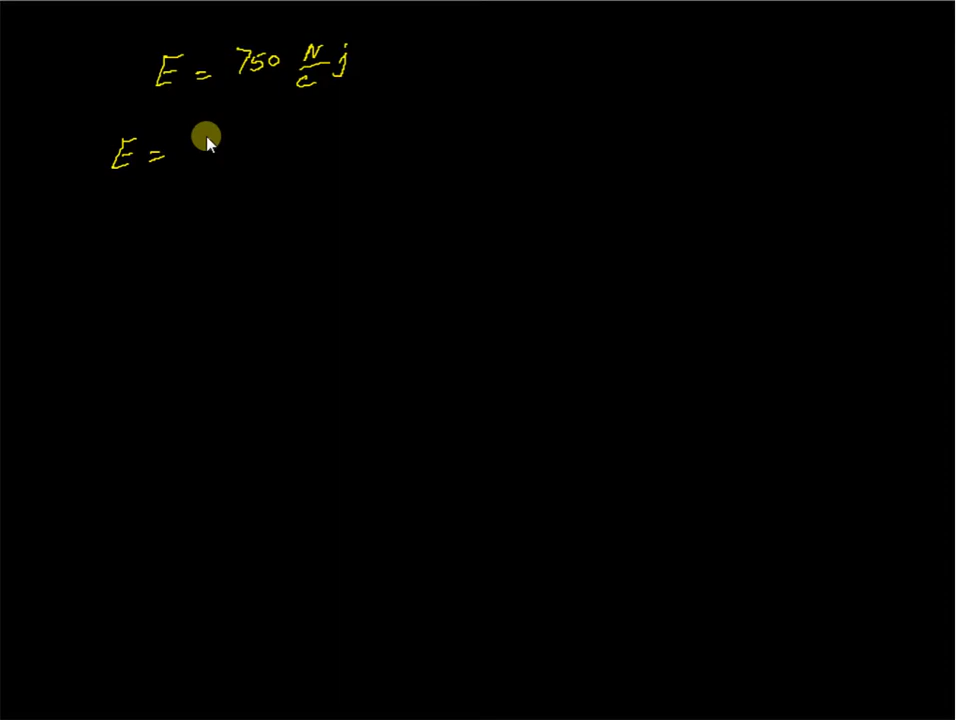 E = 750 N/C j
E =